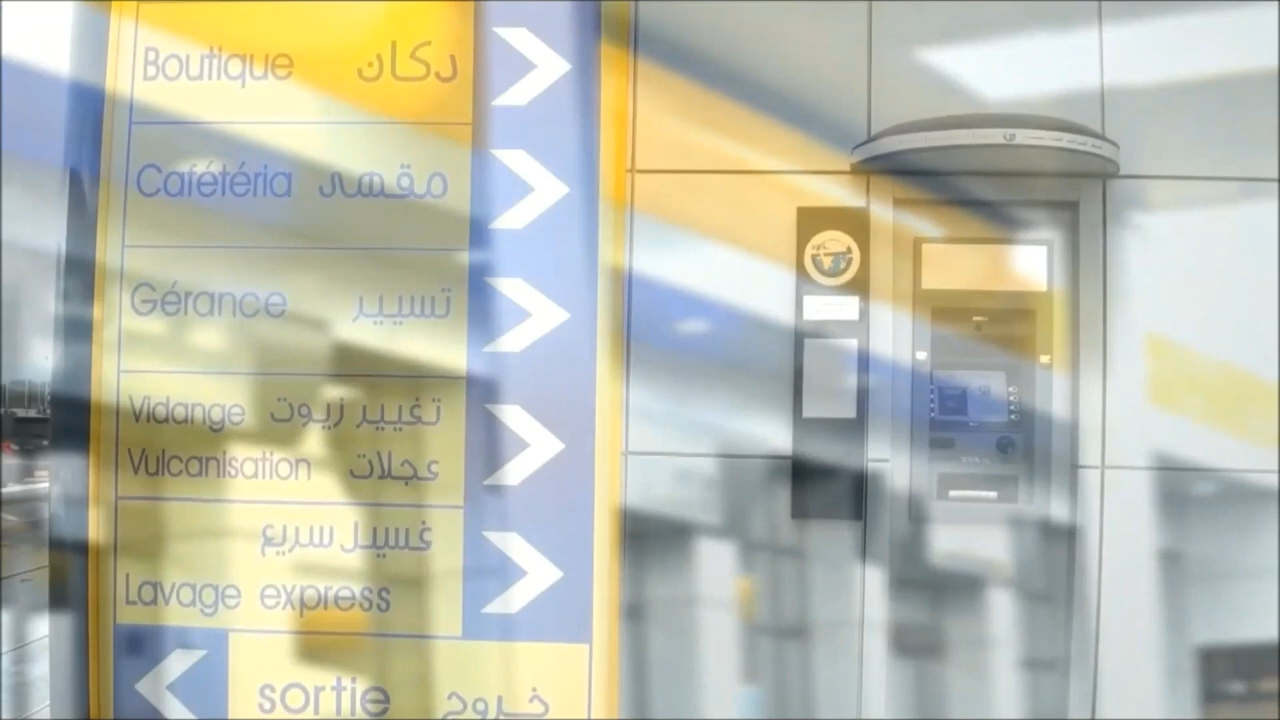 Boutique دكان
Cafétéria مقهى
Gérance تسيير
Vidange تغيير زيوت
Vulcanisation عجلات
غسيل سريع
Lavage express
sortie خروج